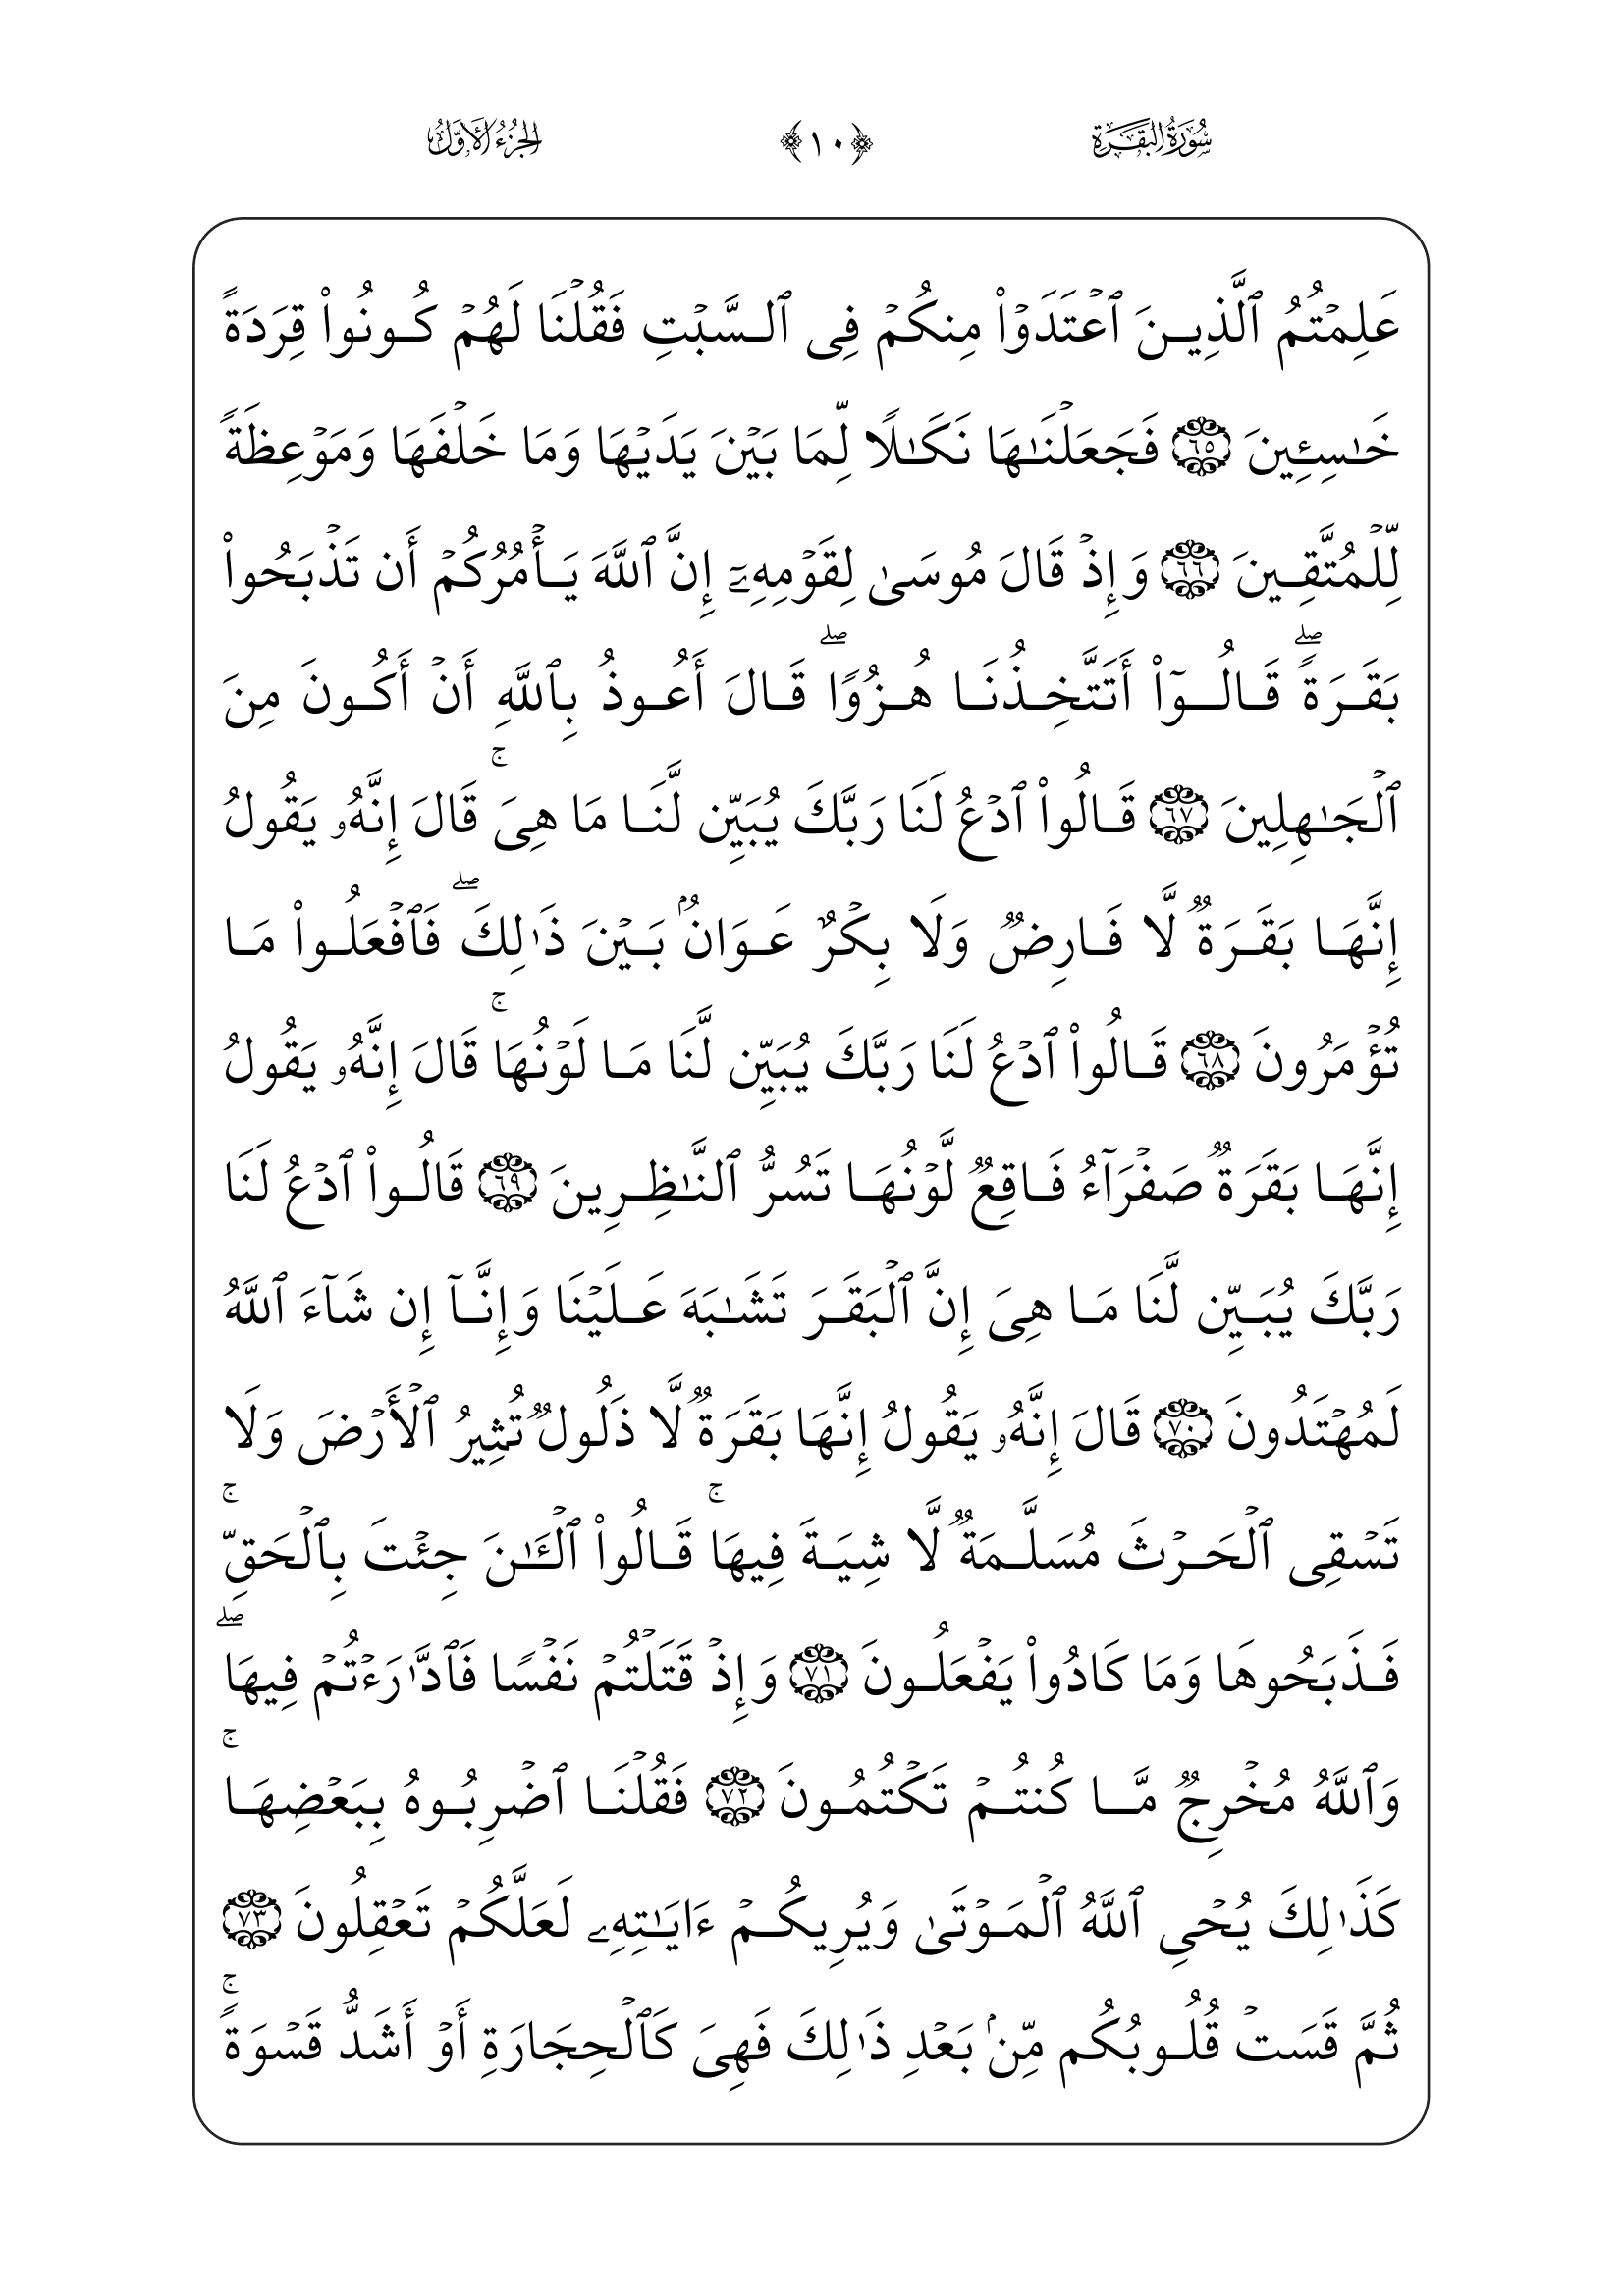 سُورَةُ البَقَرَةِ ﴿١٠﴾ الجُزْءُ الأَوَّلُ
عَلِمۡتُمُ ٱلَّذِينَ ٱعۡتَدَوۡاْ مِنكُمۡ فِى ٱلسَّبۡتِ فَقُلۡنَا لَهُمۡ كُونُواْ قِرَدَةً
خَٰسِـِٔينَ ٦٥ فَجَعَلۡنَٰهَا نَكَٰلًا لِّمَا بَيۡنَ يَدَيۡهَا وَمَا خَلۡفَهَا وَمَوۡعِظَةً
لِّلۡمُتَّقِينَ ٦٦ وَإِذۡ قَالَ مُوسَىٰ لِقَوۡمِهِۦٓ إِنَّ ٱللَّهَ يَأۡمُرُكُمۡ أَن تَذۡبَحُواْ
بَقَرَةًۖ قَالُوٓاْ أَتَتَّخِذُنَا هُزُوًاۖ قَالَ أَعُوذُ بِٱللَّهِ أَنۡ أَكُونَ مِنَ
ٱلۡجَٰهِلِينَ ٦٧ قَالُواْ ٱدۡعُ لَنَا رَبَّكَ يُبَيِّن لَّنَا مَا هِىَۚ قَالَ إِنَّهُۥ يَقُولُ
إِنَّهَا بَقَرَةٌ لَّا فَارِضٌ وَلَا بِكۡرٌ عَوَانُۢ بَيۡنَ ذَٰلِكَۖ فَٱفۡعَلُواْ مَا
تُؤۡمَرُونَ ٦٨ قَالُواْ ٱدۡعُ لَنَا رَبَّكَ يُبَيِّن لَّنَا مَا لَوۡنُهَاۚ قَالَ إِنَّهُۥ يَقُولُ
إِنَّهَا بَقَرَةٌ صَفۡرَآءُ فَاقِعٌ لَّوۡنُهَا تَسُرُّ ٱلنَّٰظِرِينَ ٦٩ قَالُواْ ٱدۡعُ لَنَا
رَبَّكَ يُبَيِّن لَّنَا مَا هِىَ إِنَّ ٱلۡبَقَرَ تَشَٰبَهَ عَلَيۡنَا وَإِنَّآ إِن شَآءَ ٱللَّهُ
لَمُهۡتَدُونَ ٧٠ قَالَ إِنَّهُۥ يَقُولُ إِنَّهَا بَقَرَةٌ لَّا ذَلُولٌ تُثِيرُ ٱلۡأَرۡضَ وَلَا
تَسۡقِى ٱلۡحَرۡثَ مُسَلَّمَةٌ لَّا شِيَةَ فِيهَاۚ قَالُواْ ٱلۡـَٰٔنَ جِئۡتَ بِٱلۡحَقِّۚ
فَذَبَحُوهَا وَمَا كَادُواْ يَفۡعَلُونَ ٧١ وَإِذۡ قَتَلۡتُمۡ نَفۡسًا فَٱدَّٰرَٰٔتُمۡ فِيهَاۖ
وَٱللَّهُ مُخۡرِجٌ مَّا كُنتُمۡ تَكۡتُمُونَ ٧٢ فَقُلۡنَا ٱضۡرِبُوهُ بِبَعۡضِهَاۚ
كَذَٰلِكَ يُحۡىِ ٱللَّهُ ٱلۡمَوۡتَىٰ وَيُرِيكُمۡ ءَايَٰتِهِۦ لَعَلَّكُمۡ تَعۡقِلُونَ ٧٣
ثُمَّ قَسَتۡ قُلُوبُكُم مِّنۢ بَعۡدِ ذَٰلِكَ فَهِىَ كَٱلۡحِجَارَةِ أَوۡ أَشَدُّ قَسۡوَةًۚ